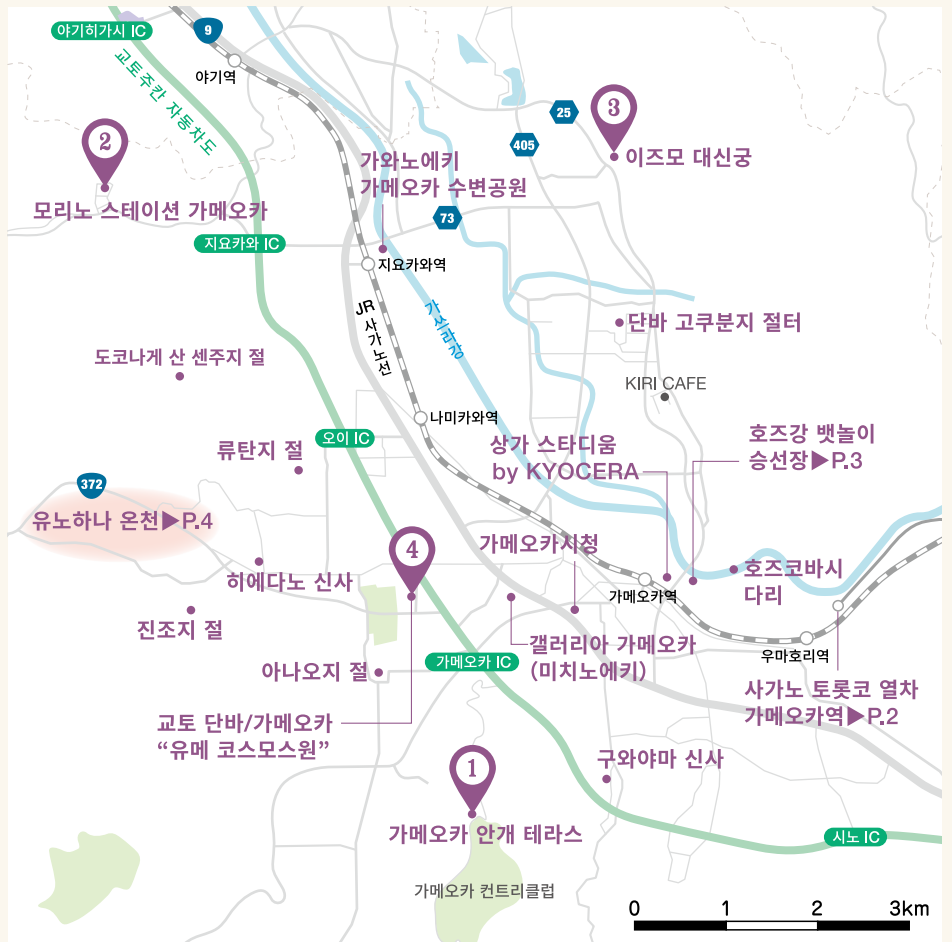 야기히가시 IC
9
야기역
교토주칸 자동차도
2
모리노 스테이션 가메오카
가와노에키
가메오카 수변공원
25
405
3
이즈모 대신궁
73
지요카와 IC
지요카와역
JR 사가노선
가쓰라강
단바 고쿠분지 절터
도코나게 산 센주지 절
KIRI CAFE
나미카와역
오이 IC
류탄지 절
상가 스타디움
by KYOCERA
호즈강 뱃놀이
승선장▶P.3
372
유노하나 온천▶P.4
4
가메오카시청
히에다노 신사
가메오카역
호즈코바시
다리
진조지 절
갤러리아 가메오카
(미치노에키)
우마호리역
아나오지 절
가메오카 IC
사가노 토롯코 열차
가메오카역▶P.2
교토 단바/가메오카
“유메 코스모스원”
1
구와야마 신사
가메오카 안개 테라스
시노 IC
가메오카 컨트리클럽
0 1 2 3km